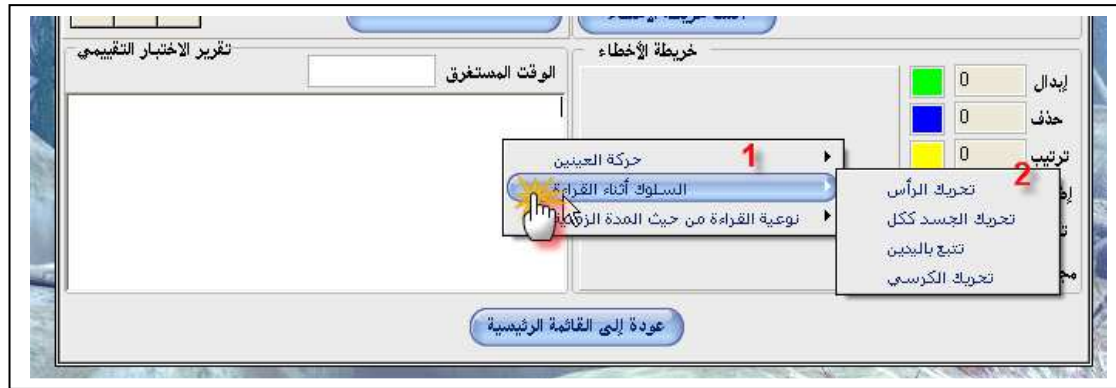 خريطة الأخطاء
إبدال
0
حذف
0
ترتيب
0
تقرير الاختبار التقييمي
الوقت المستغرق
1
حركة العينين
السلوك أثناء القراءة
نوعية القراءة من حيث المدة الزمنية
2
تحريك الرأس
تحريك الجسد ككل
تتبع باليدين
تحريك الكرسي
عودة إلى القائمة الرئيسية